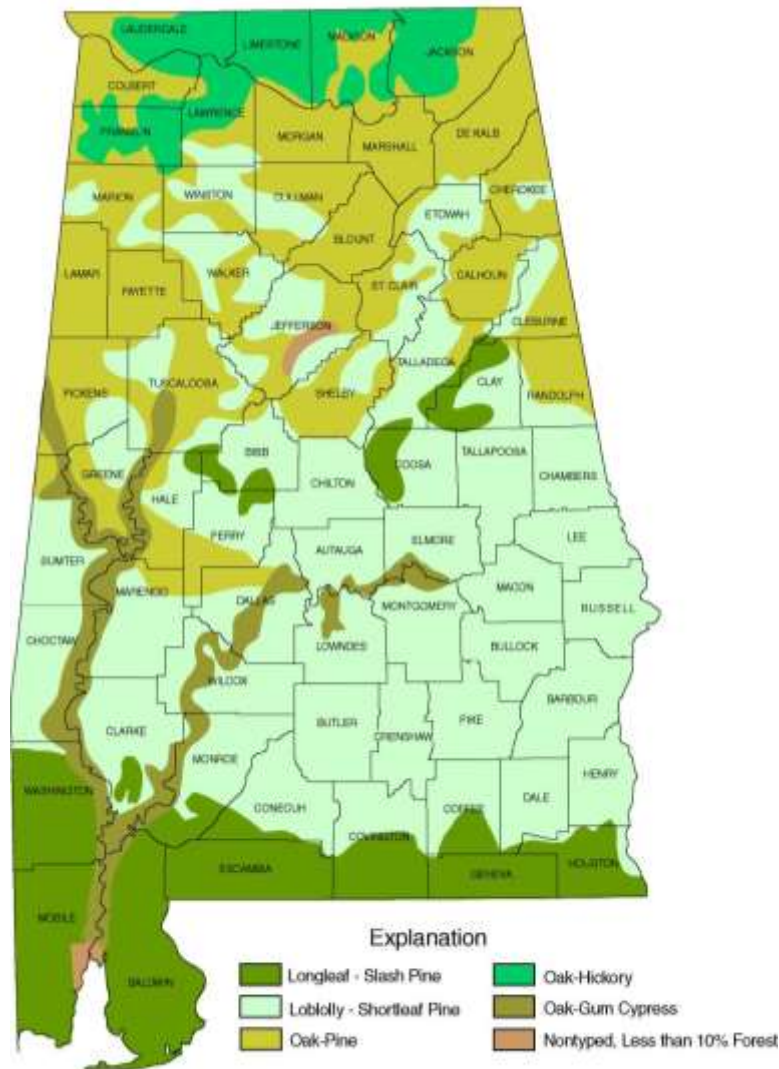 LAUDERDALE
LIMESTONE
MADISON
JACKSON
COLBERT
LAWRENCE
FRANKLIN
MORGAN
MARSHALL
DE KALB
MARION
WINSTON
CULLMAN
CHEROKEE
ETOWAH
BLOUNT
LAMAR
FAYETTE
WALKER
ST CLAIR
CALHOUN
JEFFERSON
CLEBURNE
TALLADEGA
PICKENS
TUSCALOOSA
SHELBY
CLAY
RANDOLPH
GREENE
HALE
BIBB
CHILTON
COOSA
TALLAPOOSA
CHAMBERS
SUMTER
PERRY
AUTAUGA
ELMORE
LEE
MARENGO
DALLAS
MONTGOMERY
MACON
RUSSELL
CHOCTAW
LOWNDES
BULLOCK
WILCOX
BARBOUR
CLARKE
BUTLER
CRENSHAW
PIKE
MONROE
HENRY
WASHINGTON
CONECUH
COVINGTON
COFFEE
DALE
ESCAMBIA
GENEVA
HOUSTON
MOBILE
BALDWIN
Explanation
Longleaf - Slash Pine
Loblolly - Shortleaf Pine
Oak-Pine
Oak-Hickory
Oak-Gum Cypress
Nontyped, Less than 10% Forest